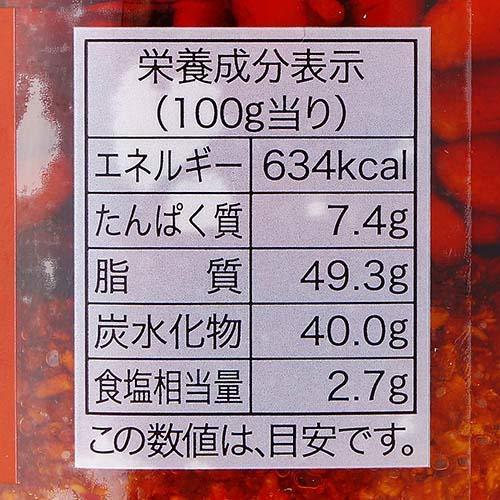 栄養成分表示
(100g当り)
エネルギー 634kcal
たんぱく質 7.4g
脂質 49.3g
炭水化物 40.0g
食塩相当量 2.7g
この数値は、目安です。